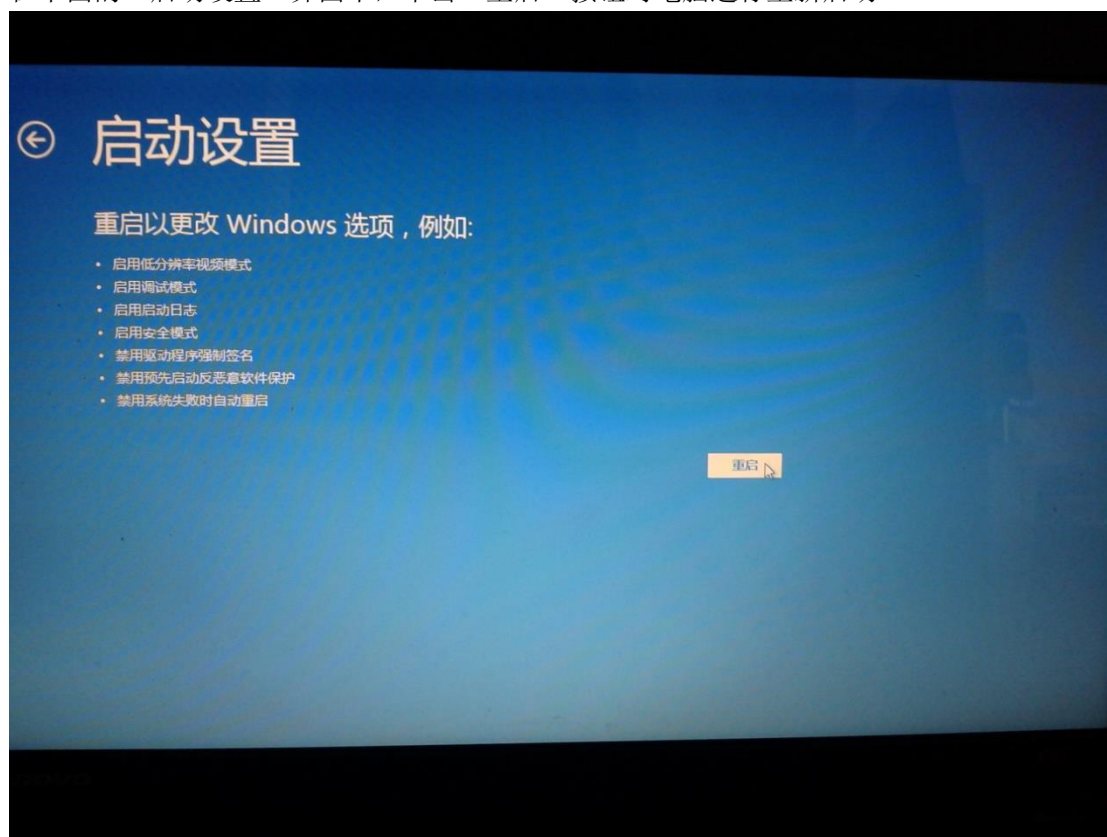 启动设置
重启以更改 Windows 选项，例如:
• 启用低分辨率视频模式
• 启用调试模式
• 启用启动日志
• 启用安全模式
• 禁用驱动程序强制签名
• 禁用预先启动反恶意软件保护
• 禁用系统失败时自动重启
重启